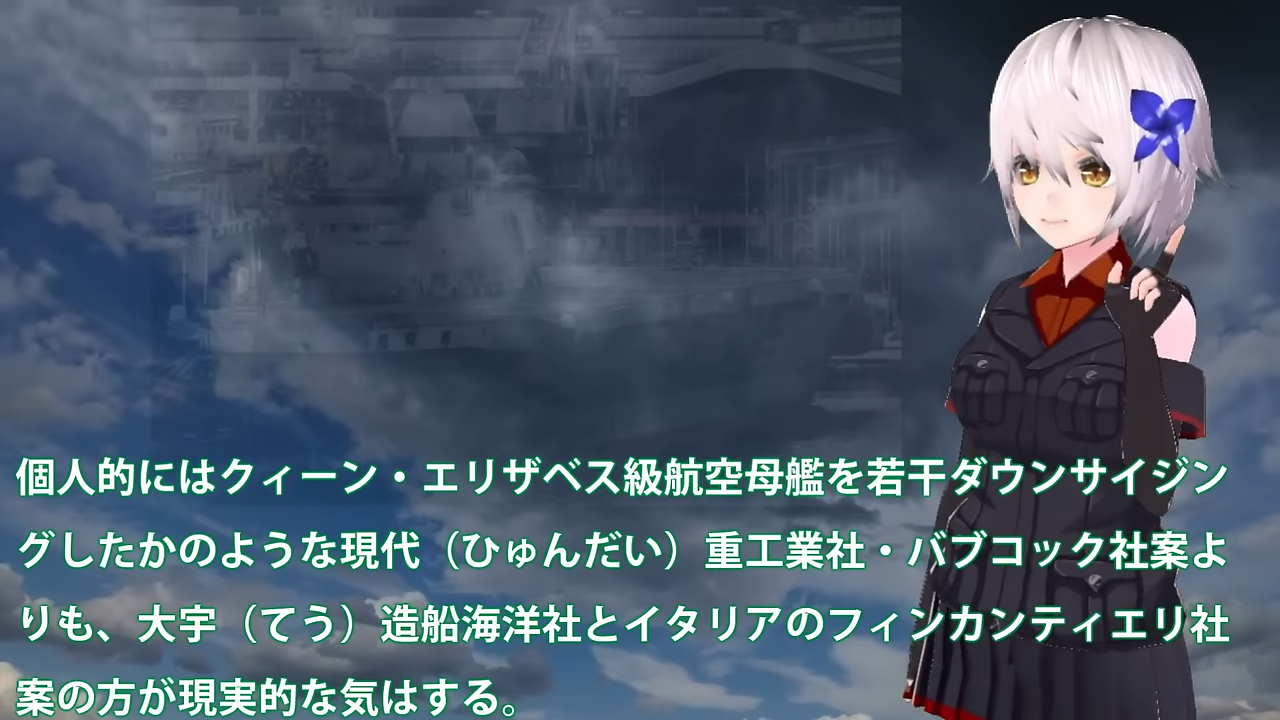 個人的にはクィーン・エリザベス級航空母艦を若干ダウンサイジン
グしたかのような現代（ひゅんだい）重工業社・バブコック社案よ
りも、大宇（てう）造船海洋社とイタリアのフィンカンティエリ社
案の方が現実的な気はする。